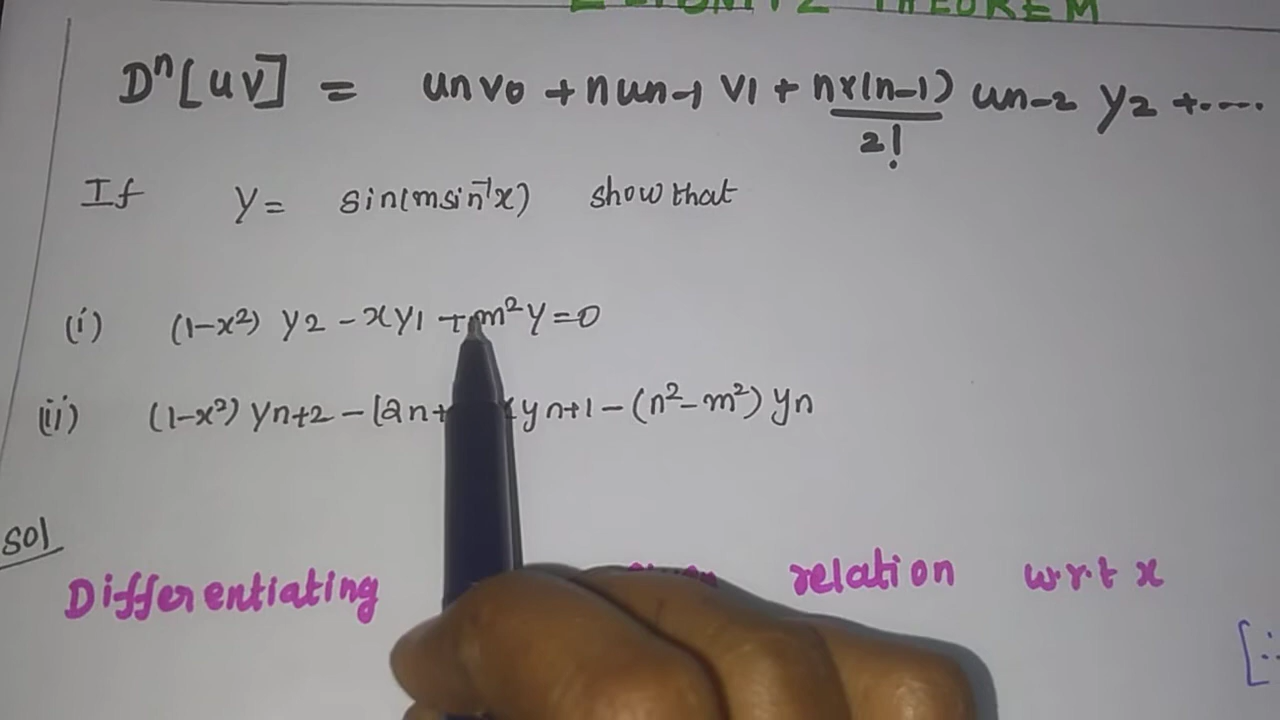 THEOREM
Dⁿ[uv] = unv0 + nun-1 v1 + n×(n-1)/2! un-2 y2 + .....
If y = sin(msin⁻¹x) show that
(i) (1-x²) y2 - xy1 + m²y = 0
(ii) (1-x²) yn+2 - (2n+ yn+1 - (n²-m²) yn
Sol
Differentiating relation w.r.t x
[∵